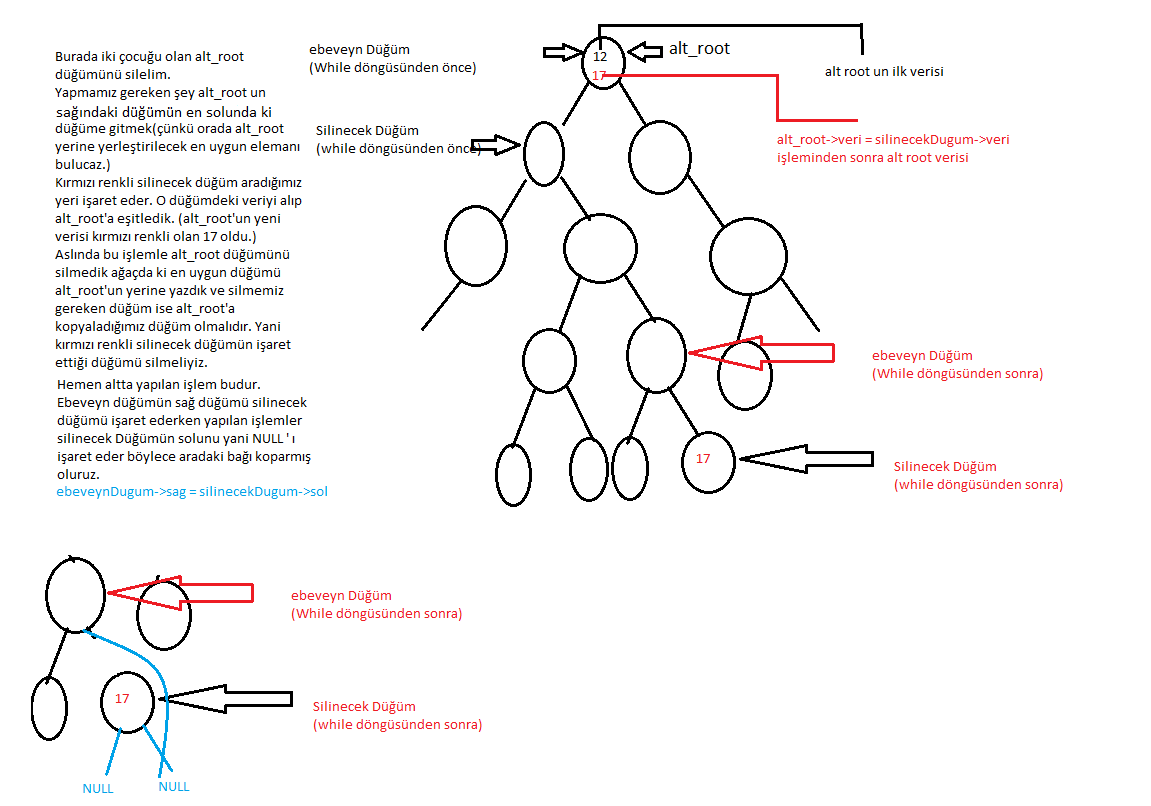 Burada iki çocuğu olan alt_root
düğümünü silelim.
Yapmamız gereken şey alt_root un
sağındaki düğümün en solunda ki
düğüme gitmek(çünkü orada alt_root
yerine yerleştirilecek en uygun elemanı
bulucaz.)
Kırmızı renkli silinecek düğüm aradığımız
yeri işaret eder. O düğümdeki veriyi alıp
alt_root'a eşitledik. (alt_root'un yeni
verisi kırmızı renkli olan 17 oldu.)
Aslında bu işlemle alt_root düğümünü
silmedik ağaçda ki en uygun düğümü
alt_root'un yerine yazdık ve silmemiz
gereken düğüm ise alt_root'a
kopyaladığımız düğüm olmalıdır. Yani
kırmızı renkli silinecek düğümün işaret
ettiği düğümü silmeliyiz.
Hemen altta yapılan işlem budur.
Ebeveyn düğümün sağ düğümü silinecek
düğümü işaret ederken yapılan işlemler
silinecek Düğümün solunu yani NULL ' ı
işaret eder böylece aradaki bağı koparmış
oluruz.
ebeveynDugum->sag = silinecekDugum->sol
ebeveyn Düğüm
(While döngüsünden önce)
12
17
alt_root
alt root un ilk verisi
Silinecek Düğüm
(while döngüsünden önce)
alt_root->veri = silinecekDugum->veri
işleminden sonra alt root verisi
ebeveyn Düğüm
(While döngüsünden sonra)
17
Silinecek Düğüm
(while döngüsünden sonra)
ebeveyn Düğüm
(While döngüsünden sonra)
17
Silinecek Düğüm
(while döngüsünden sonra)
NULL
NULL